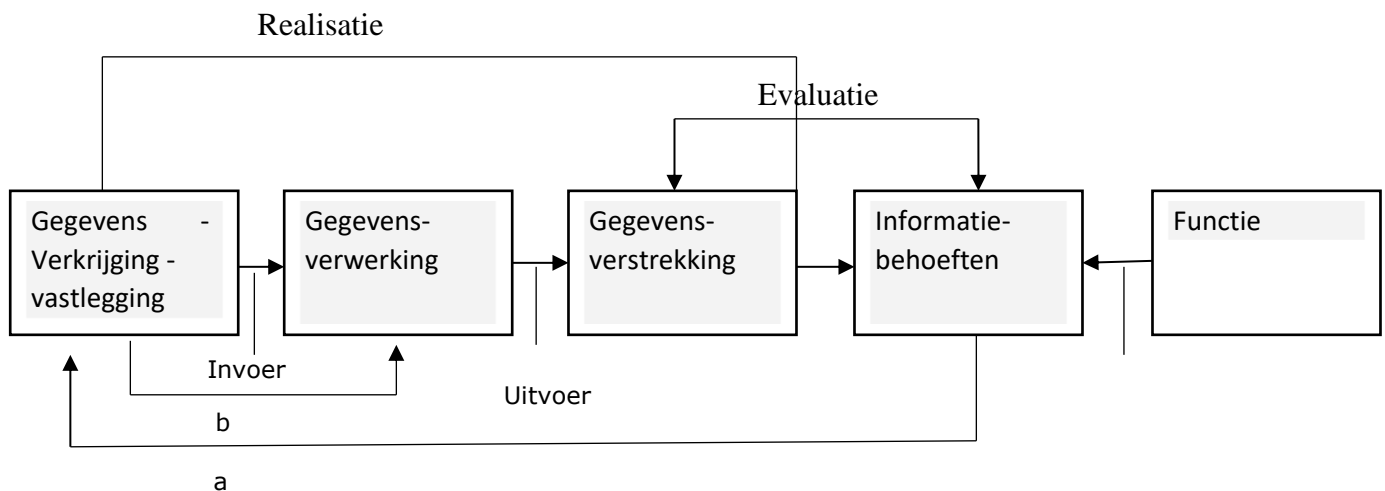 Realisatie
Evaluatie
Gegevens -
Verkrijging -
vastlegging
Gegevens-
verwerking
Gegevens-
verstrekking
Informatie-
behoeften
Functie
Invoer
Uitvoer
b
a